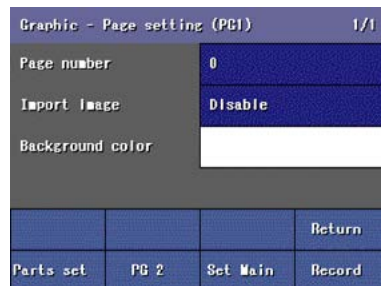 Graphic - Page setting (PG1) 1/1
Page number 0
Import Image Disable
Background color
Return
Parts set PG 2 Set Main Record